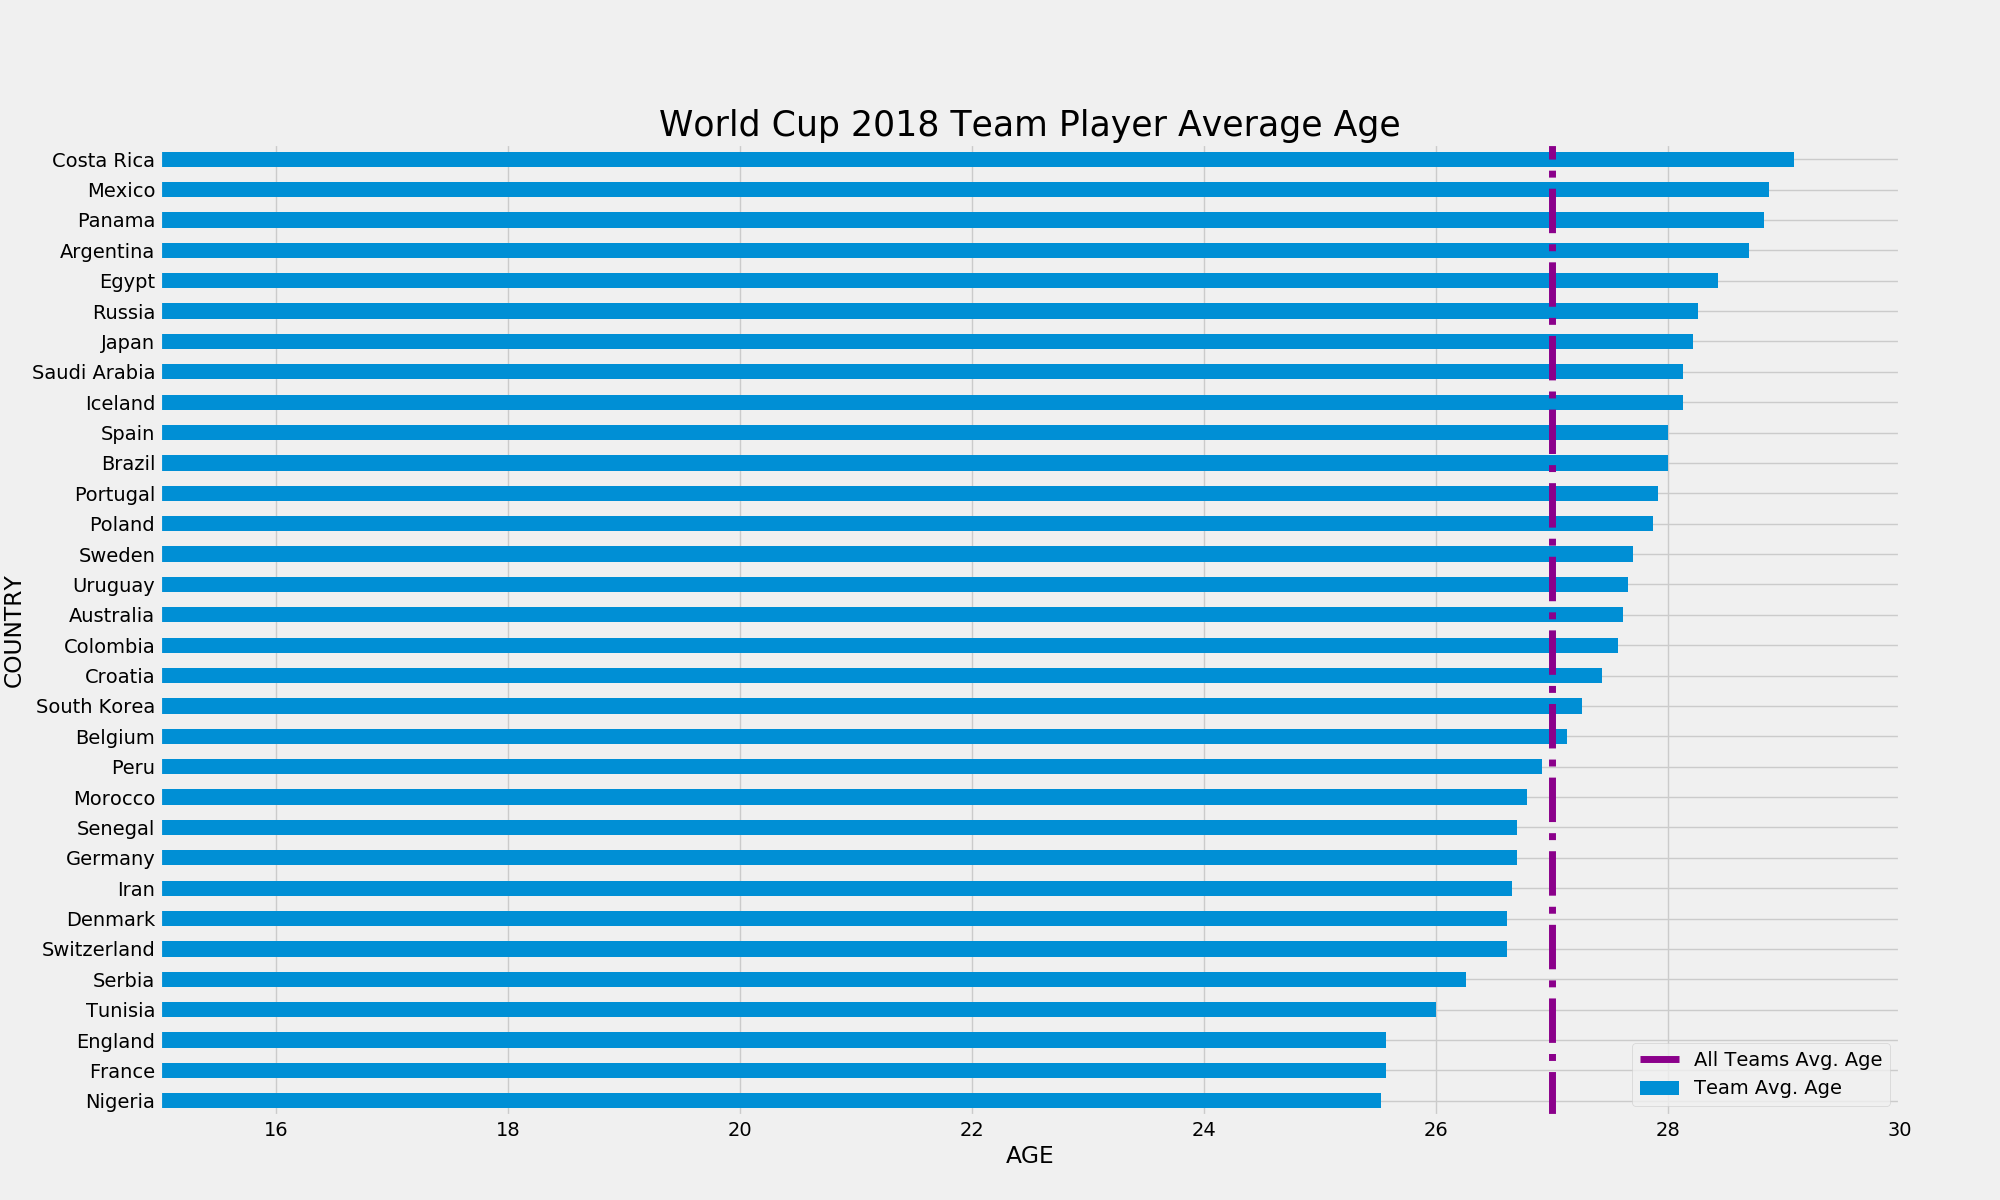 World Cup 2018 Team Player Average Age
Costa Rica
Mexico
Panama
Argentina
Egypt
Russia
Japan
Saudi Arabia
Iceland
Spain
Brazil
Portugal
Poland
Sweden
Uruguay
Australia
Colombia
Croatia
South Korea
Belgium
Peru
Morocco
Senegal
Germany
Iran
Denmark
Switzerland
Serbia
Tunisia
England
France
Nigeria
COUNTRY
All Teams Avg. Age
Team Avg. Age
16 18 20 22 24 26 28 30
AGE